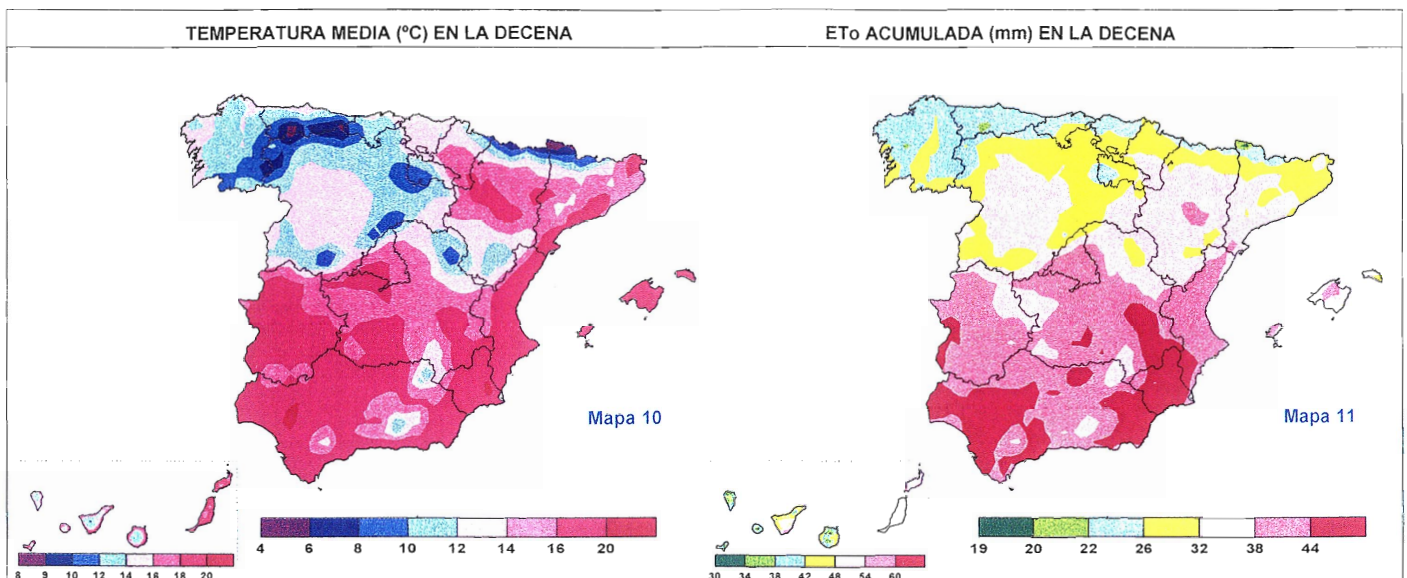 TEMPERATURA MEDIA (ºC) EN LA DECENA
ETo ACUMULADA (mm) EN LA DECENA
Mapa 10
Mapa 11
4 6 8 10 12 14 16 20
8 9 10 12 14 16 18 20
19 20 22 26 32 38 44
30 34 38 42 48 54 60